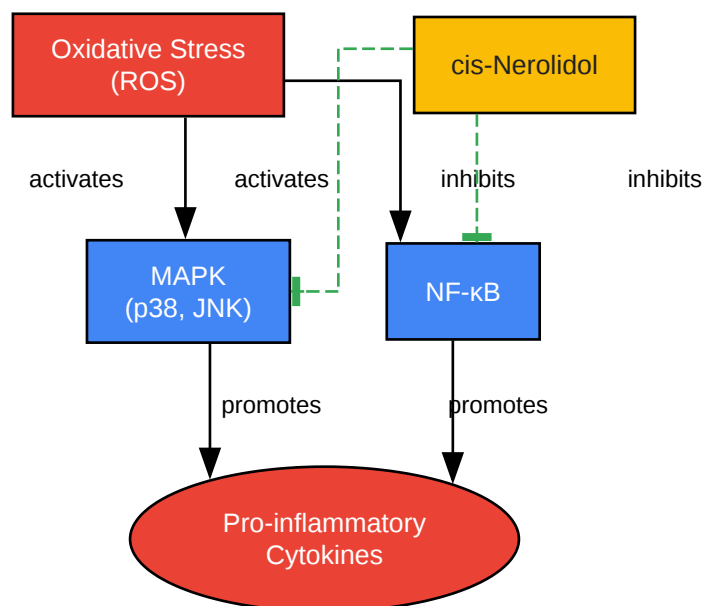 Oxidative Stress
(ROS)
cis-Nerolidol
activates
activates
inhibits
inhibits
MAPK
(p38, JNK)
NF-κB
promotes
promotes
Pro-inflammatory
Cytokines